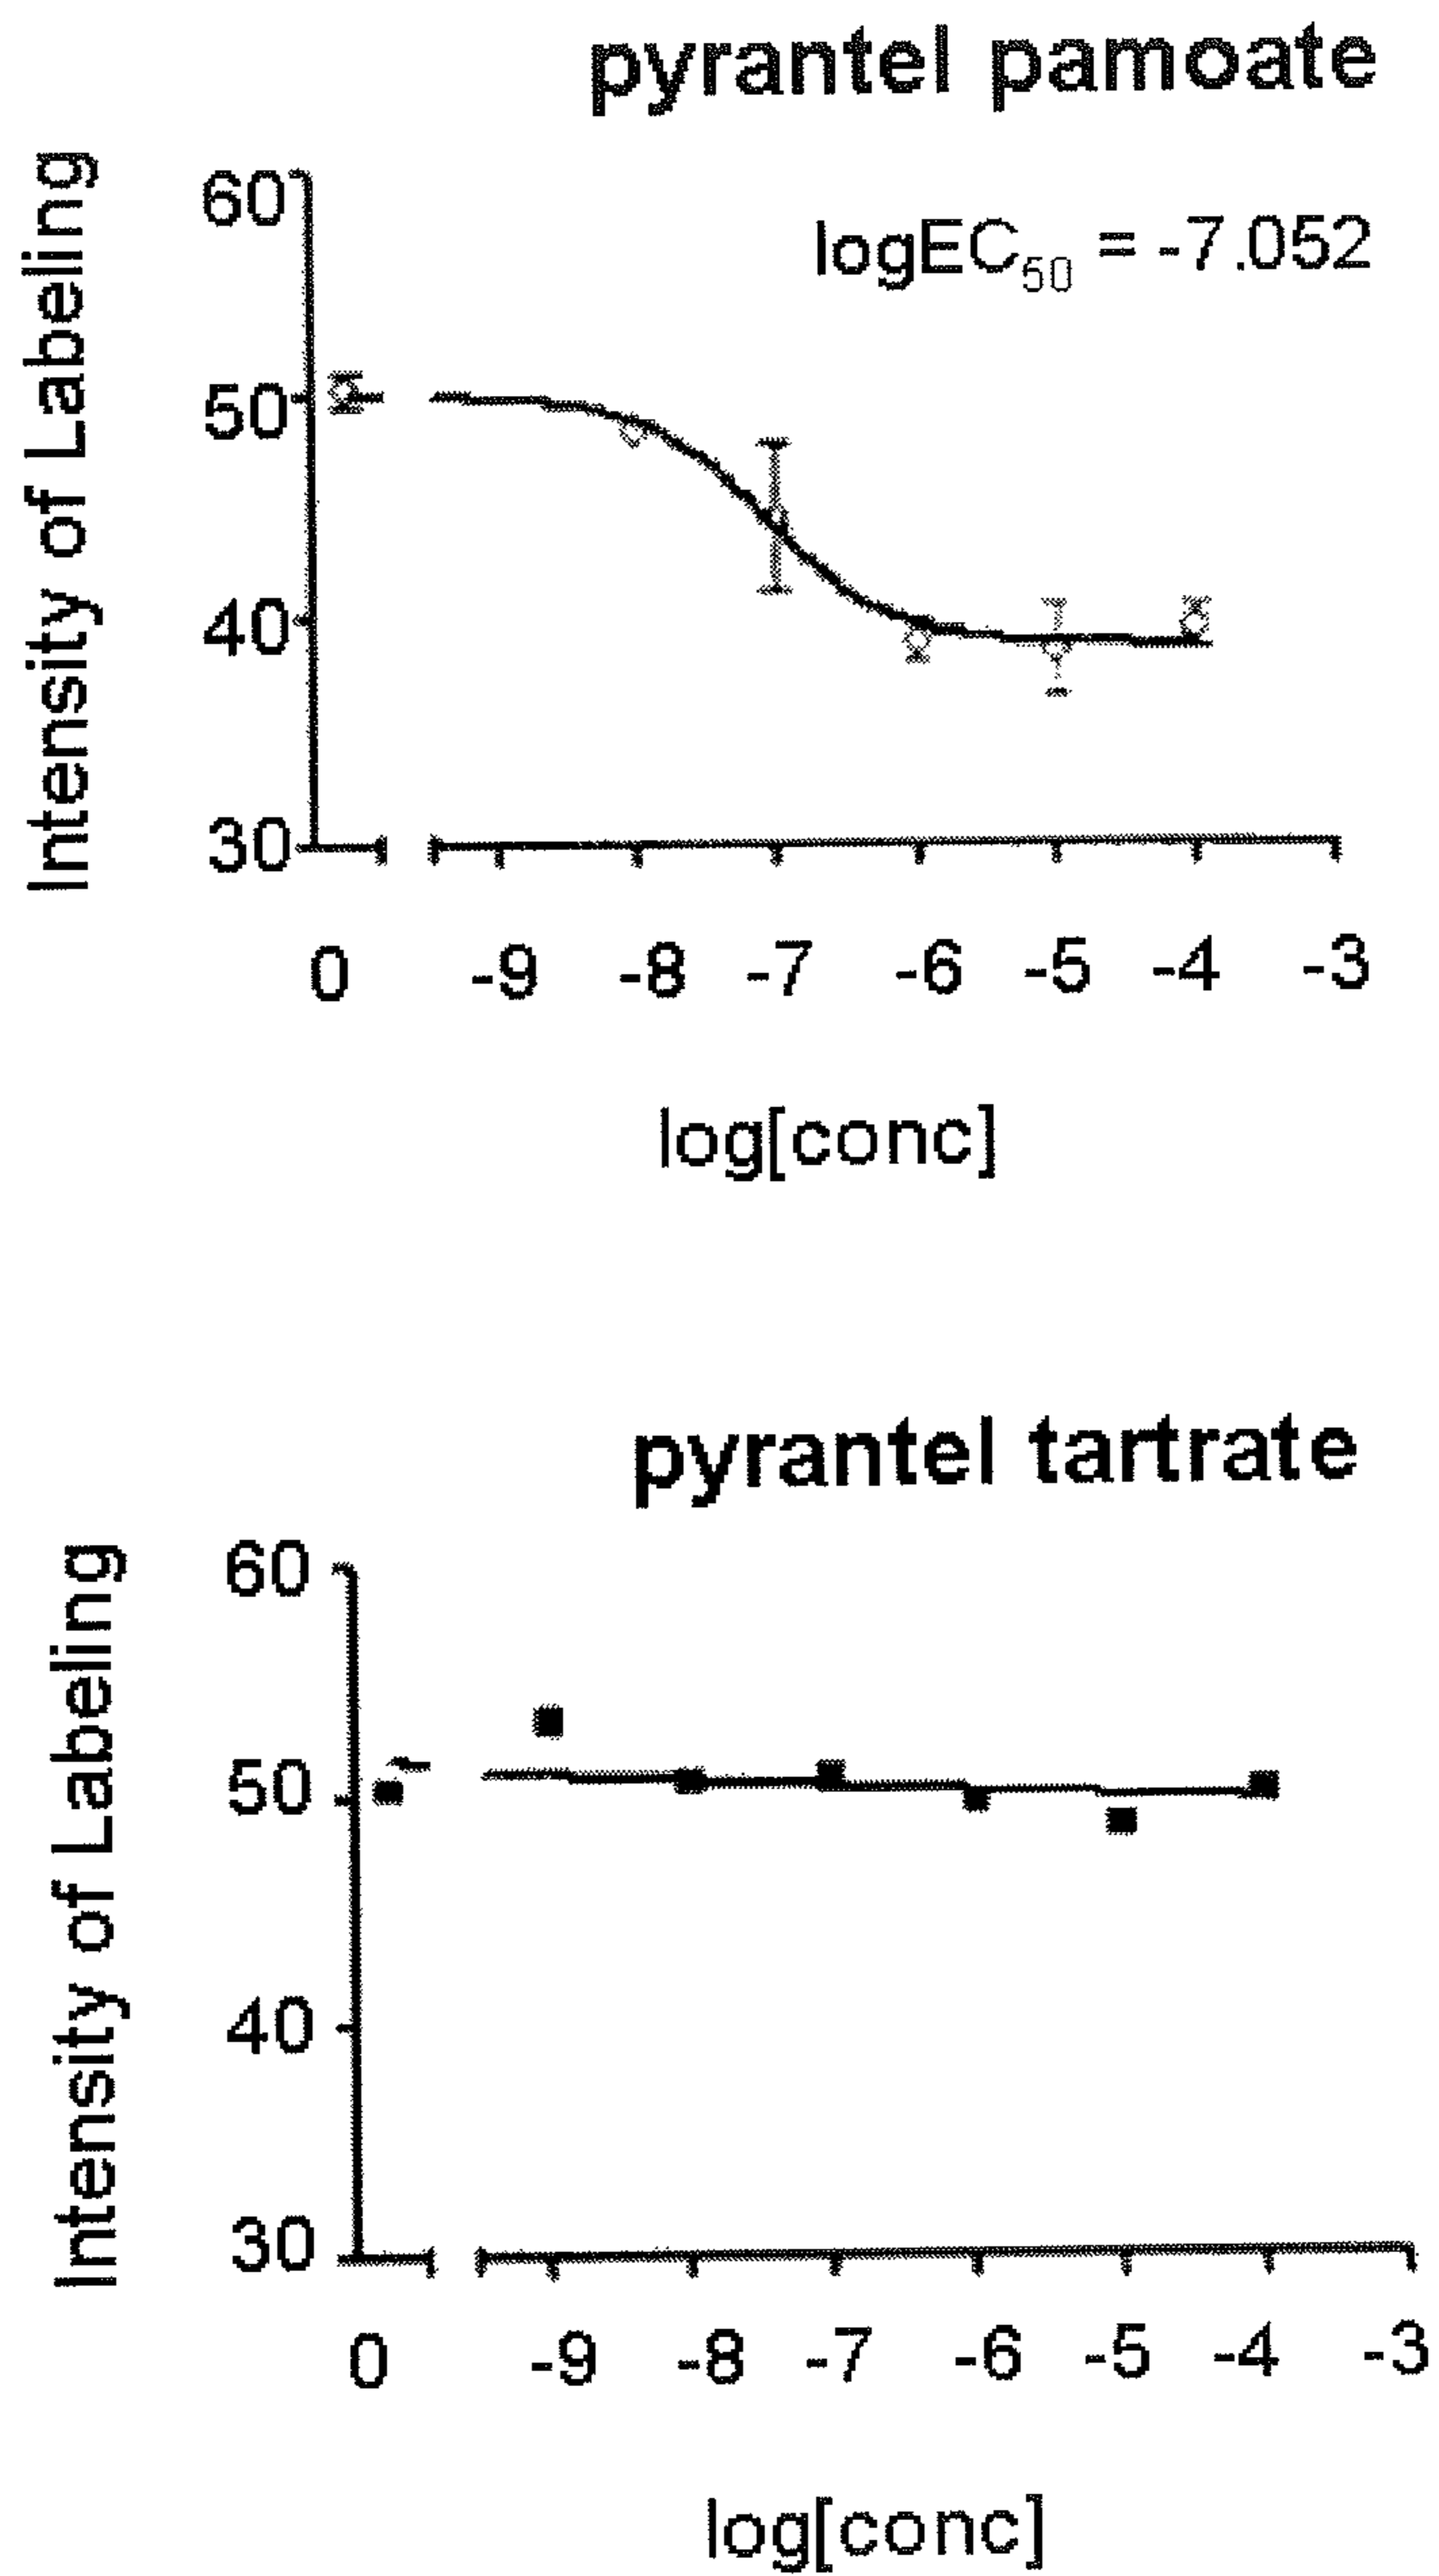 pyrantel pamoate
logEC50 = -7.052
Intensity of Labeling
60
50
40
30
0 -9 -8 -7 -6 -5 -4 -3
log[conc]
pyrantel tartrate
Intensity of Labeling
60
50
40
30
0 -9 -8 -7 -6 -5 -4 -3
log[conc]